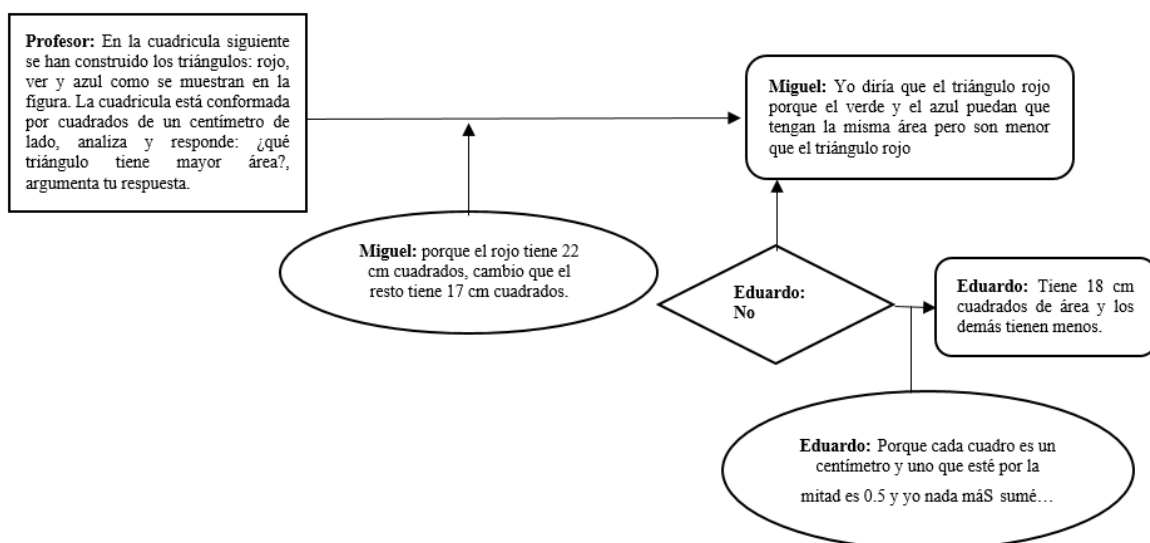 Profesor: En la cuadricula siguiente
se han construido los triángulos: rojo,
ver y azul como se muestran en la
figura. La cuadricula está conformada
por cuadrados de un centímetro de
lado, analiza y responde: ¿qué
triángulo tiene mayor área?,
argumenta tu respuesta.
Miguel: Yo diría que el triángulo rojo
porque el verde y el azul puedan que
tengan la misma área pero son menor
que el triángulo rojo
Miguel: porque el rojo tiene 22
cm cuadrados, cambio que el
resto tiene 17 cm cuadrados.
Eduardo:
No
Eduardo: Tiene 18 cm
cuadrados de área y los
demás tienen menos.
Eduardo: Porque cada cuadro es un
centímetro y uno que esté por la
mitad es 0.5 y yo nada máS sumé…